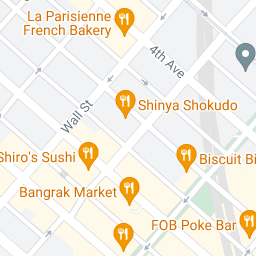 La Parisienne
French Bakery
4th Ave
Wall St
Shinya Shokudo
Shiro's Sushi
Biscuit Bi
Bangrak Market
FOB Poke Bar